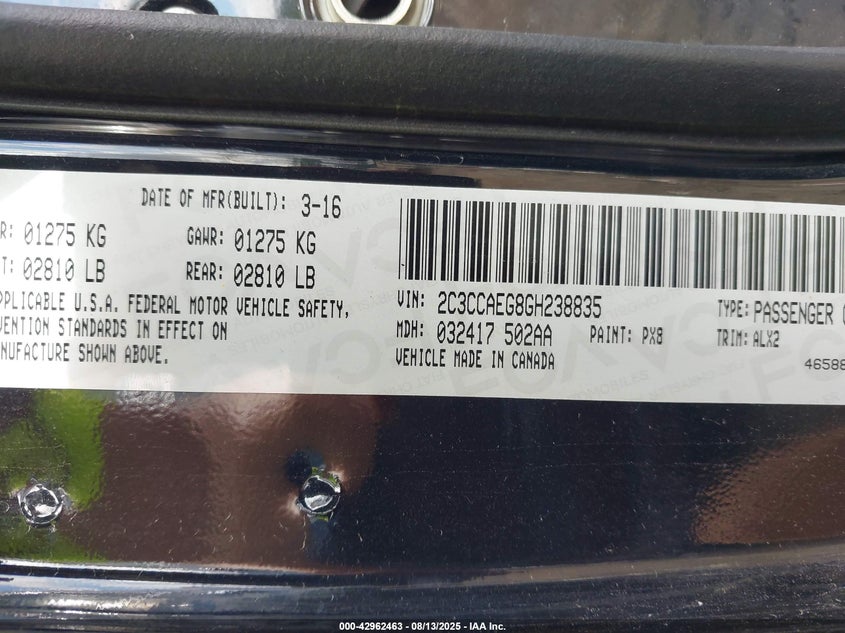 DATE OF MFR(BUILT): 3-16
R: 01275 KG GAWR: 01275 KG
T: 02810 LB REAR: 02810 LB
PPLICABLE U.S.A. FEDERAL MOTOR VEHICLE SAFETY,
VENTION STANDARDS IN EFFECT ON
NUFACTURE SHOWN ABOVE.
VIN: 2C3CCAEG8GH238835 TYPE: PASSENGER
MDH: 032417 502AA PAINT: PX8 TRIM: ALX2
VEHICLE MADE IN CANADA 4658
000-42962463 - 08/13/2025 - IAA Inc.